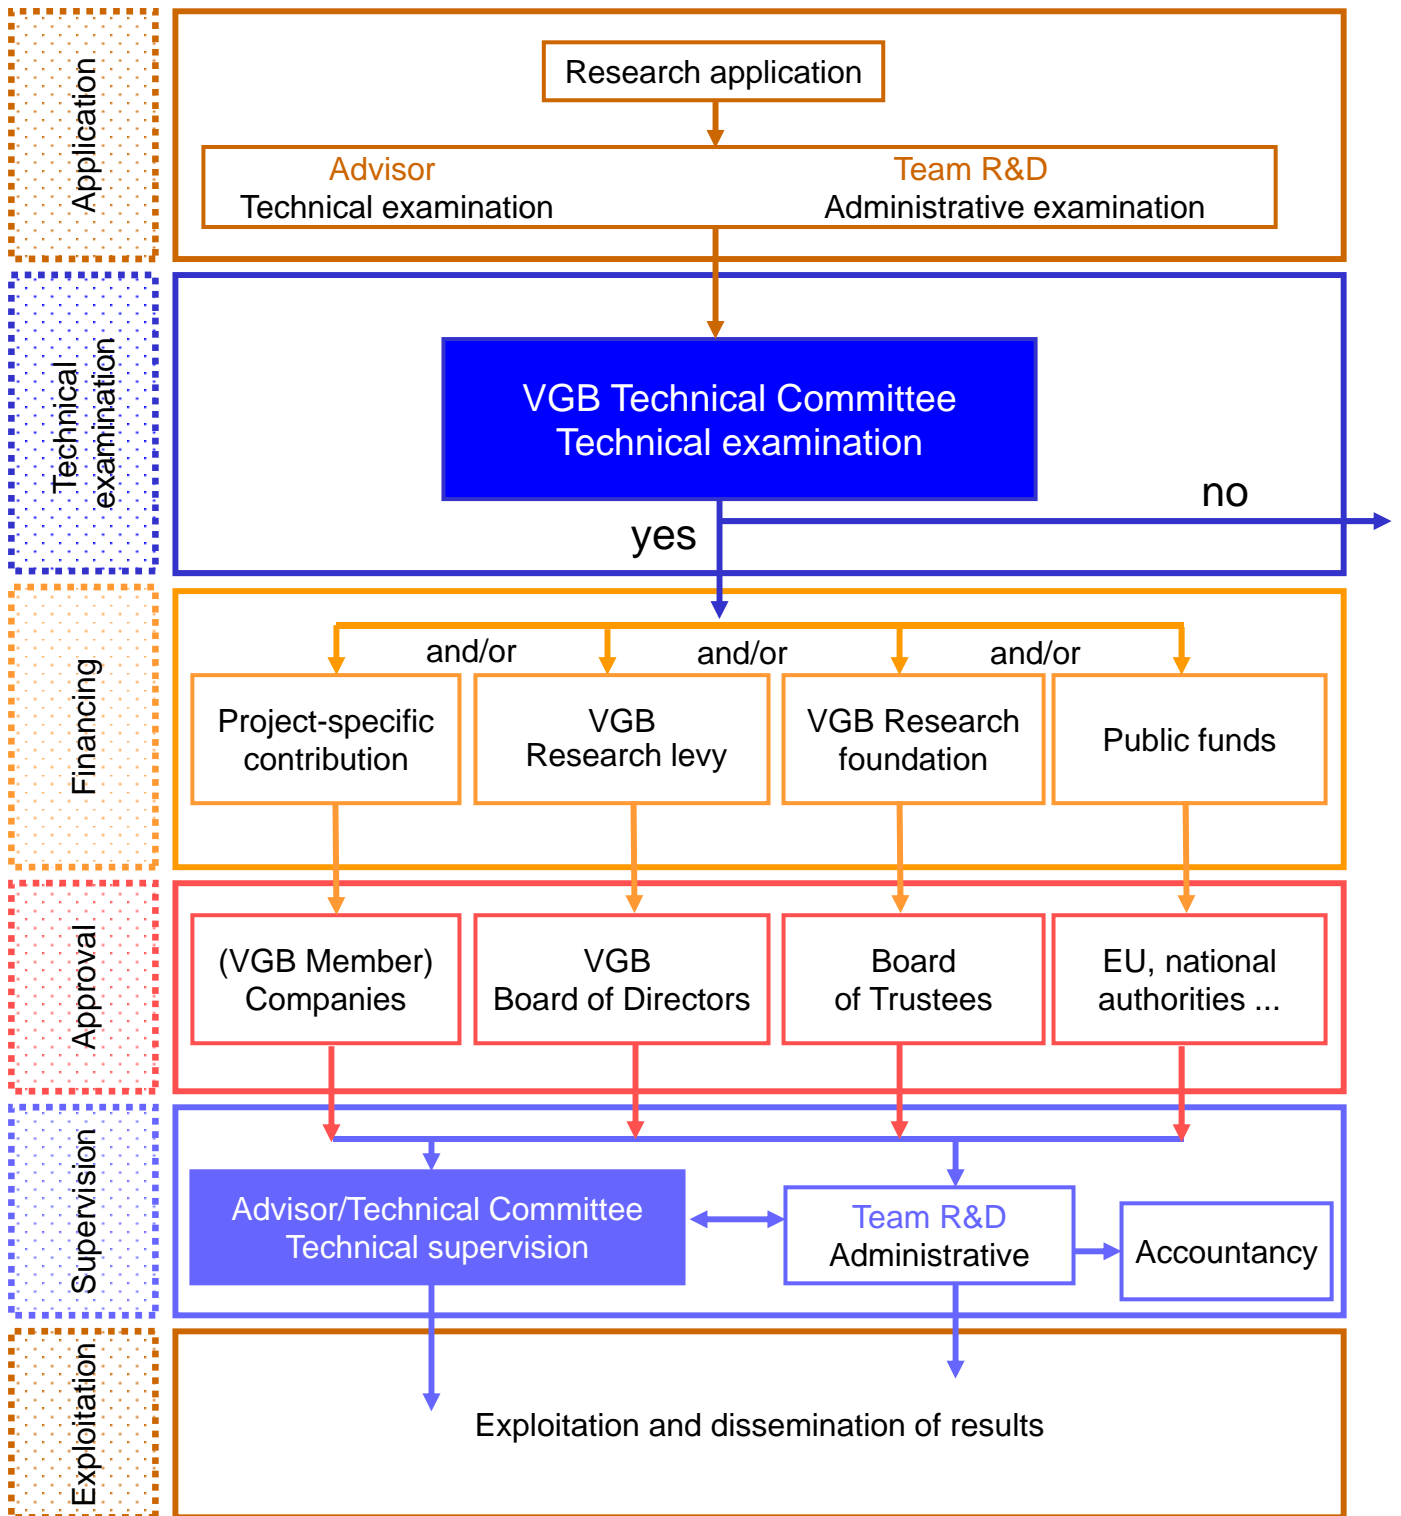 Application
Research application
Advisor
Team R&D
Technical examination
Administrative examination
Technical
examination
VGB Technical Committee
Technical examination
no
yes
Financing
and/or
and/or
and/or
Project-specific
contribution
VGB
Research levy
VGB Research
foundation
Public funds
Approval
(VGB Member)
Companies
VGB
Board of Directors
Board
of Trustees
EU, national
authorities ...
Supervision
Advisor/Technical Committee
Technical supervision
Team R&D
Administrative
Accountancy
Exploitation
Exploitation and dissemination of results